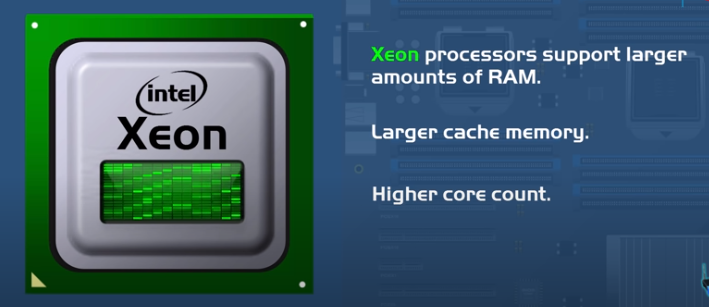 intel
Xeon
Xeon processors support larger
amounts of RAM.
Larger cache memory.
Higher core count.